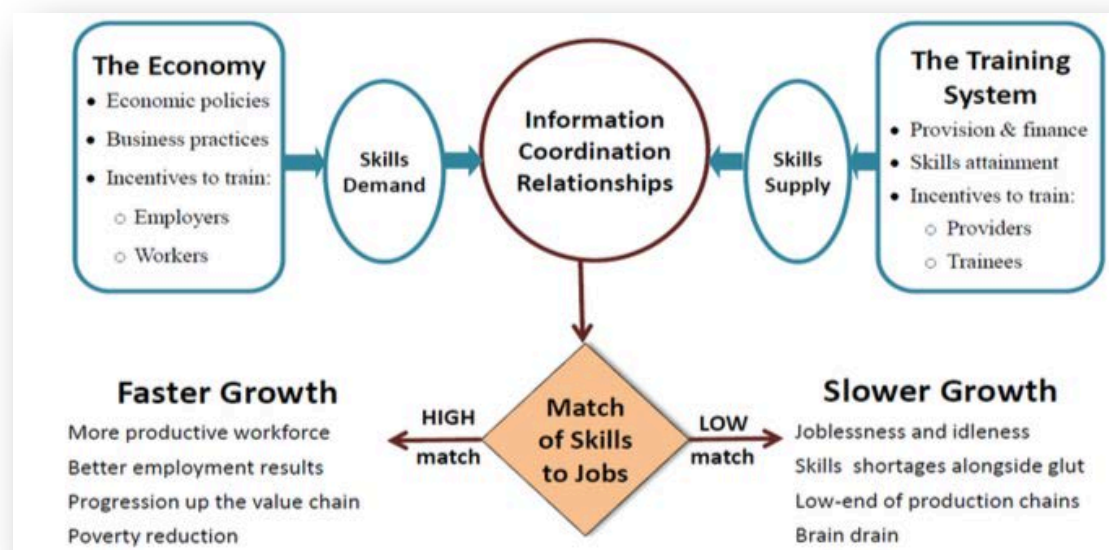 The Economy
• Economic policies
• Business practices
• Incentives to train:
○ Employers
○ Workers
Skills
Demand
Information
Coordination
Relationships
Skills
Supply
The Training
System
• Provision & finance
• Skills attainment
• Incentives to train:
○ Providers
○ Trainees
Faster Growth
More productive workforce
Better employment results
Progression up the value chain
Poverty reduction
HIGH
match
Match
of Skills
to Jobs
LOW
match
Slower Growth
Joblessness and idleness
Skills shortages alongside glut
Low-end of production chains
Brain drain